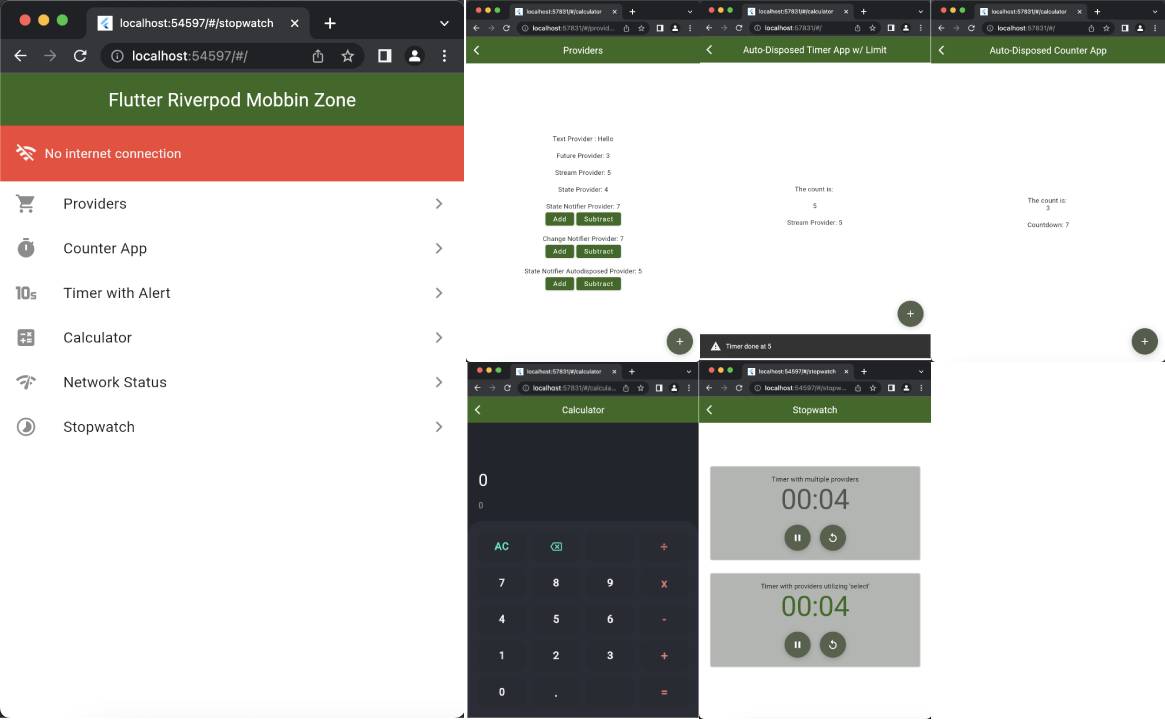 localhost:54597/#/stopwatch
localhost:54597/#/
Flutter Riverpod Mobbin Zone
No internet connection
Providers
Counter App
10s
Timer with Alert
Calculator
Network Status
Stopwatch
localhost:57831/#/calculator
localhost:57831/#/provid...
Providers
Text Provider : Hello
Future Provider: 3
Stream Provider: 5
State Provider: 4
State Notifier Provider: 7
Add Subtract
Change Notifier Provider: 7
Add Subtract
State Notifier Autodisposed Provider: 5
Add Subtract
+
localhost:57831/#/calculator
localhost:57831/#/
Auto-Disposed Timer App w/ Limit
The count is:
5
Stream Provider: 5
+
Timer done at 5
localhost:57831/#/calculator
localhost:57831/#/
Auto-Disposed Counter App
The count is:
3
Countdown: 7
+
localhost:57831/#/calculator
localhost:57831/#/calcula...
Calculator
0
0
AC ÷
7 8 9 x
4 5 6 -
1 2 3 +
0 . =
localhost:54597/#/stopwatch
localhost:54597/#/stopw...
Stopwatch
Timer with multiple providers
00:04
Timer with providers utilizing 'select'
00:04